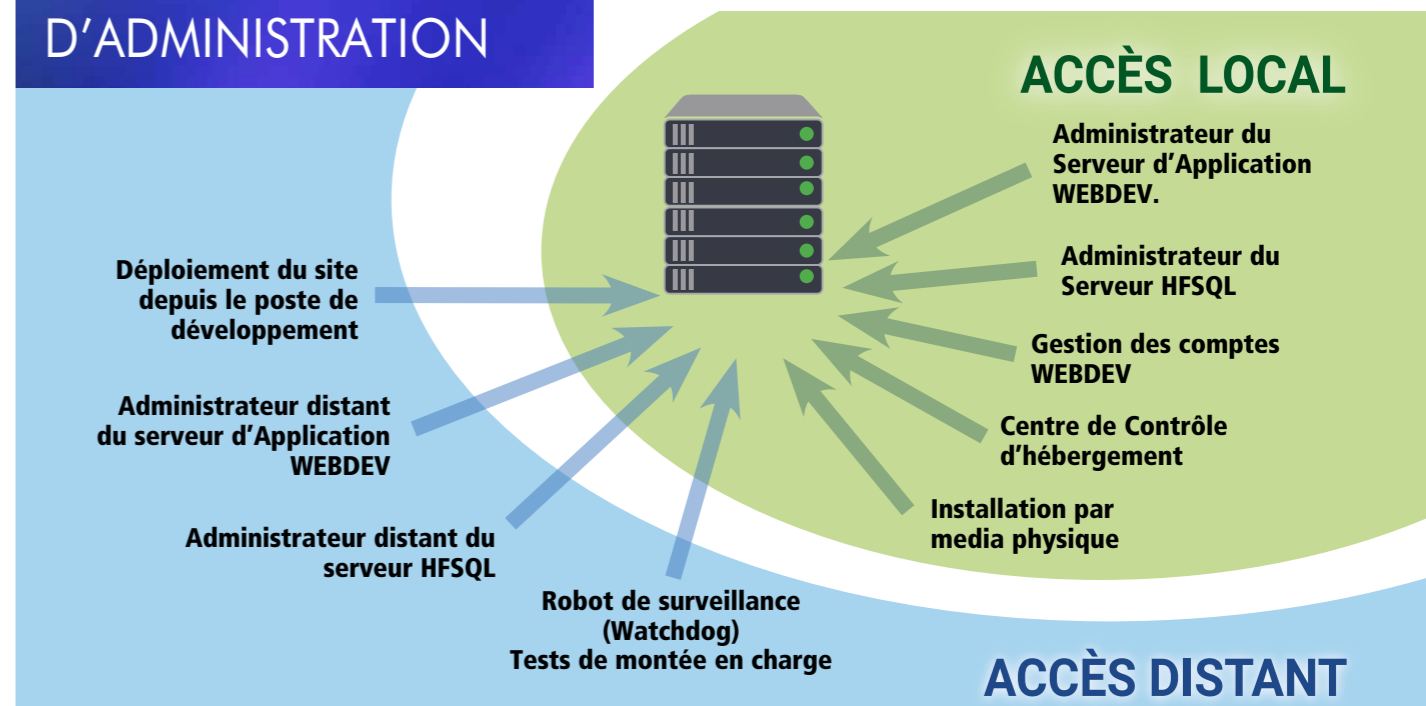 D’ADMINISTRATION
ACCÈS LOCAL
Administrateur du
Serveur d’Application
WEBDEV.
Administrateur du
Serveur HFSQL
Gestion des comptes
WEBDEV
Centre de Contrôle
d’hébergement
Installation par
media physique
Déploiement du site
depuis le poste de
développement
Administrateur distant
du serveur d’Application
WEBDEV
Administrateur distant du
serveur HFSQL
Robot de surveillance
(Watchdog)
Tests de montée en charge
ACCÈS DISTANT